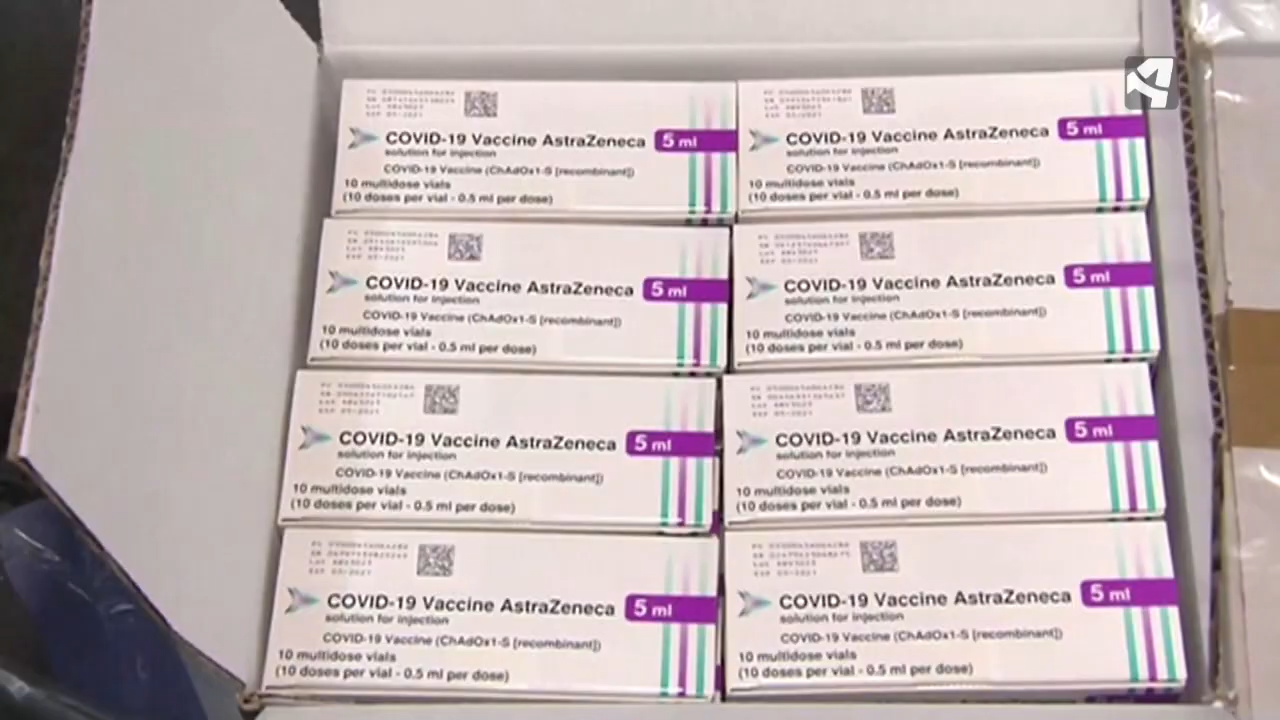 COVID-19 Vaccine AstraZeneca 5 ml
solution for injection
COVID-19 Vaccine (ChAdOx1-S [recombinant])
10 multidose vials
(10 doses per vial - 0.5 ml per dose)
COVID-19 Vaccine AstraZeneca 5 ml
solution for injection
COVID-19 Vaccine (ChAdOx1-S [recombinant])
10 multidose vials
(10 doses per vial - 0.5 ml per dose)
COVID-19 Vaccine AstraZeneca 5 ml
solution for injection
COVID-19 Vaccine (ChAdOx1-S [recombinant])
10 multidose vials
(10 doses per vial - 0.5 ml per dose)
COVID-19 Vaccine AstraZeneca 5 ml
solution for injection
COVID-19 Vaccine (ChAdOx1-S [recombinant])
10 multidose vials
(10 doses per vial - 0.5 ml per dose)
COVID-19 Vaccine AstraZeneca 5 ml
solution for injection
COVID-19 Vaccine (ChAdOx1-S [recombinant])
10 multidose vials
(10 doses per vial - 0.5 ml per dose)
COVID-19 Vaccine AstraZeneca 5 ml
solution for injection
COVID-19 Vaccine (ChAdOx1-S [recombinant])
10 multidose vials
(10 doses per vial - 0.5 ml per dose)
COVID-19 Vaccine AstraZeneca 5 ml
solution for injection
COVID-19 Vaccine (ChAdOx1-S [recombinant])
10 multidose vials
(10 doses per vial - 0.5 ml per dose)
COVID-19 Vaccine AstraZeneca 5 ml
solution for injection
COVID-19 Vaccine (ChAdOx1-S [recombinant])
10 multidose vials
(10 doses per vial - 0.5 ml per dose)